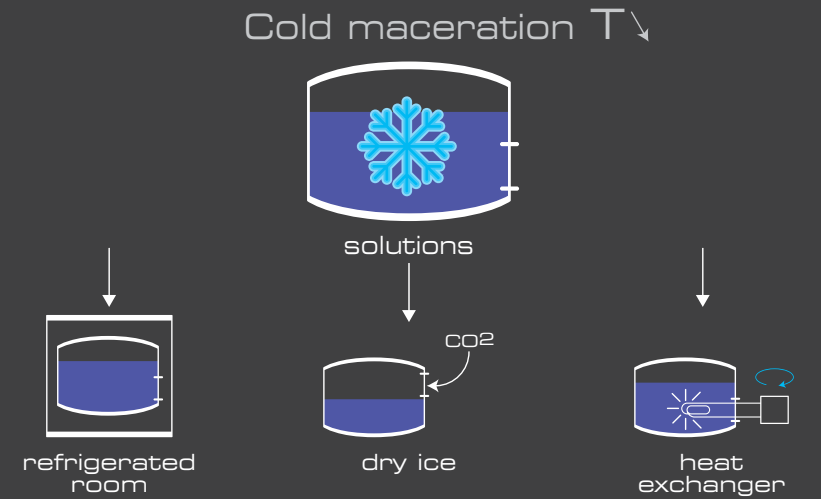 Cold maceration T
solutions
CO2
refrigerated
room
dry ice
heat
exchanger